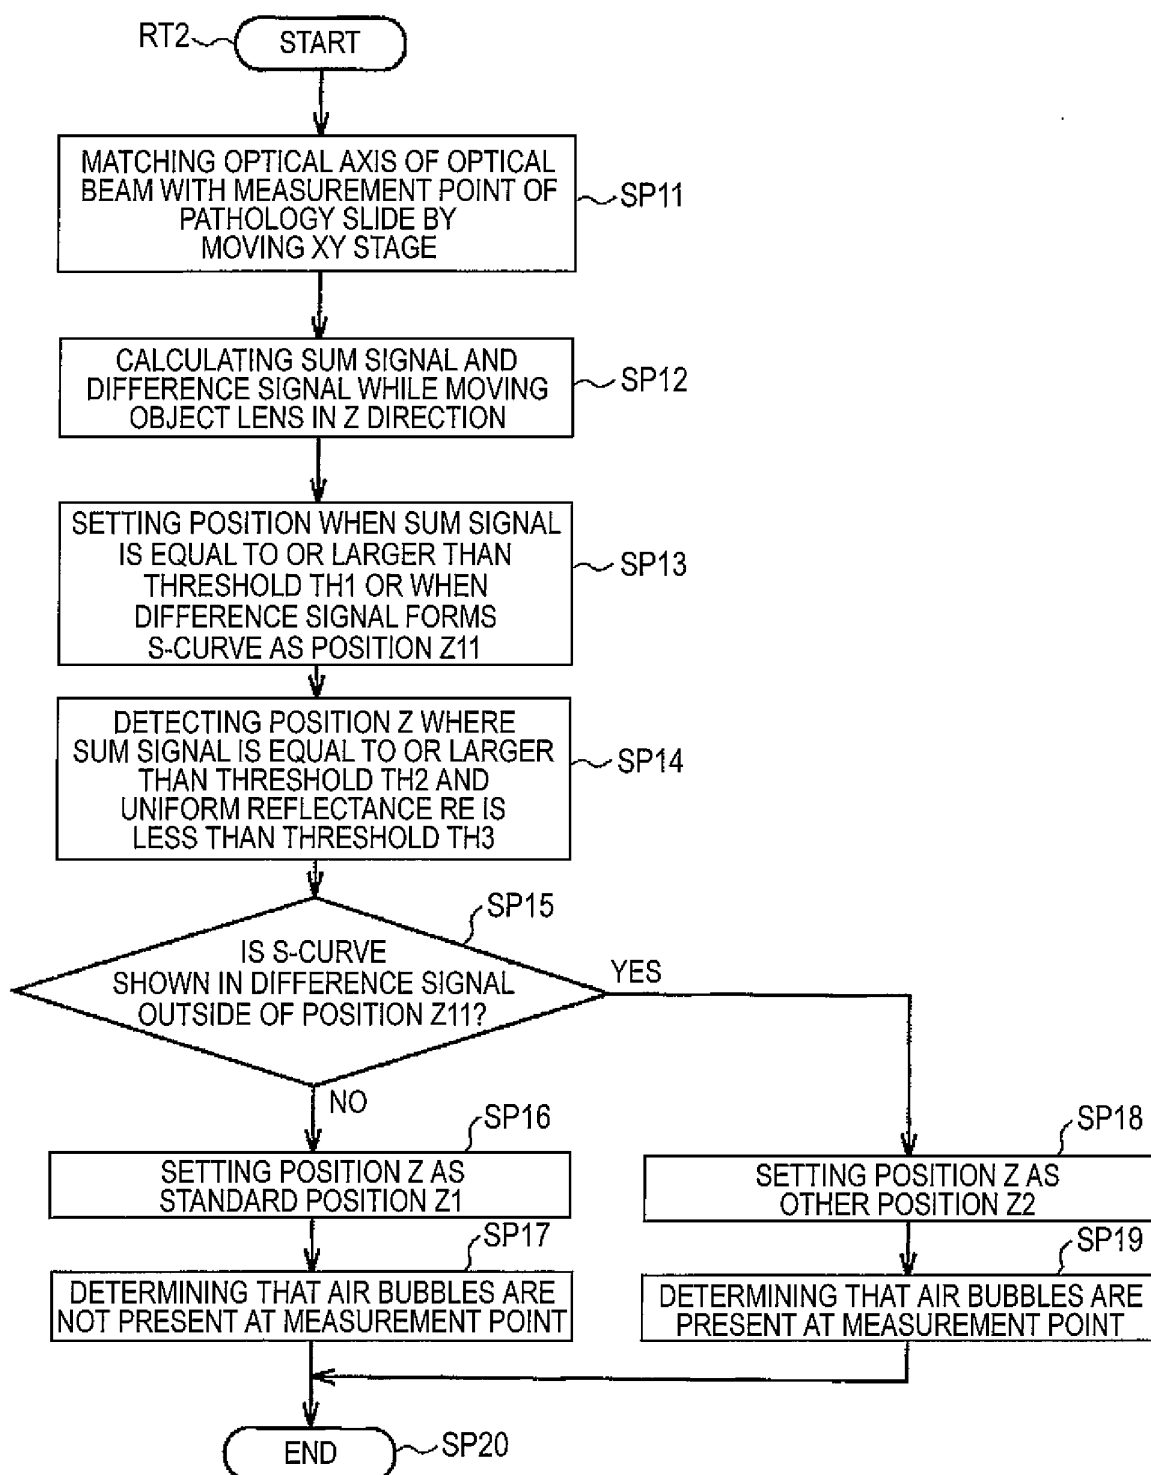 RT2
START
MATCHING OPTICAL AXIS OF OPTICAL
BEAM WITH MEASUREMENT POINT OF
PATHOLOGY SLIDE BY
MOVING XY STAGE
SP11
CALCULATING SUM SIGNAL AND
DIFFERENCE SIGNAL WHILE MOVING
OBJECT LENS IN Z DIRECTION
SP12
SETTING POSITION WHEN SUM SIGNAL
IS EQUAL TO OR LARGER THAN
THRESHOLD TH1 OR WHEN
DIFFERENCE SIGNAL FORMS
S-CURVE AS POSITION Z11
SP13
DETECTING POSITION Z WHERE
SUM SIGNAL IS EQUAL TO OR LARGER
THAN THRESHOLD TH2 AND
UNIFORM REFLECTANCE RE IS
LESS THAN THRESHOLD TH3
SP14
SP15
IS S-CURVE
SHOWN IN DIFFERENCE SIGNAL
OUTSIDE OF POSITION Z11?
YES
NO
SP16
SETTING POSITION Z AS
STANDARD POSITION Z1
SP17
DETERMINING THAT AIR BUBBLES ARE
NOT PRESENT AT MEASUREMENT POINT
SP18
SETTING POSITION Z AS
OTHER POSITION Z2
SP19
DETERMINING THAT AIR BUBBLES ARE
PRESENT AT MEASUREMENT POINT
END
SP20